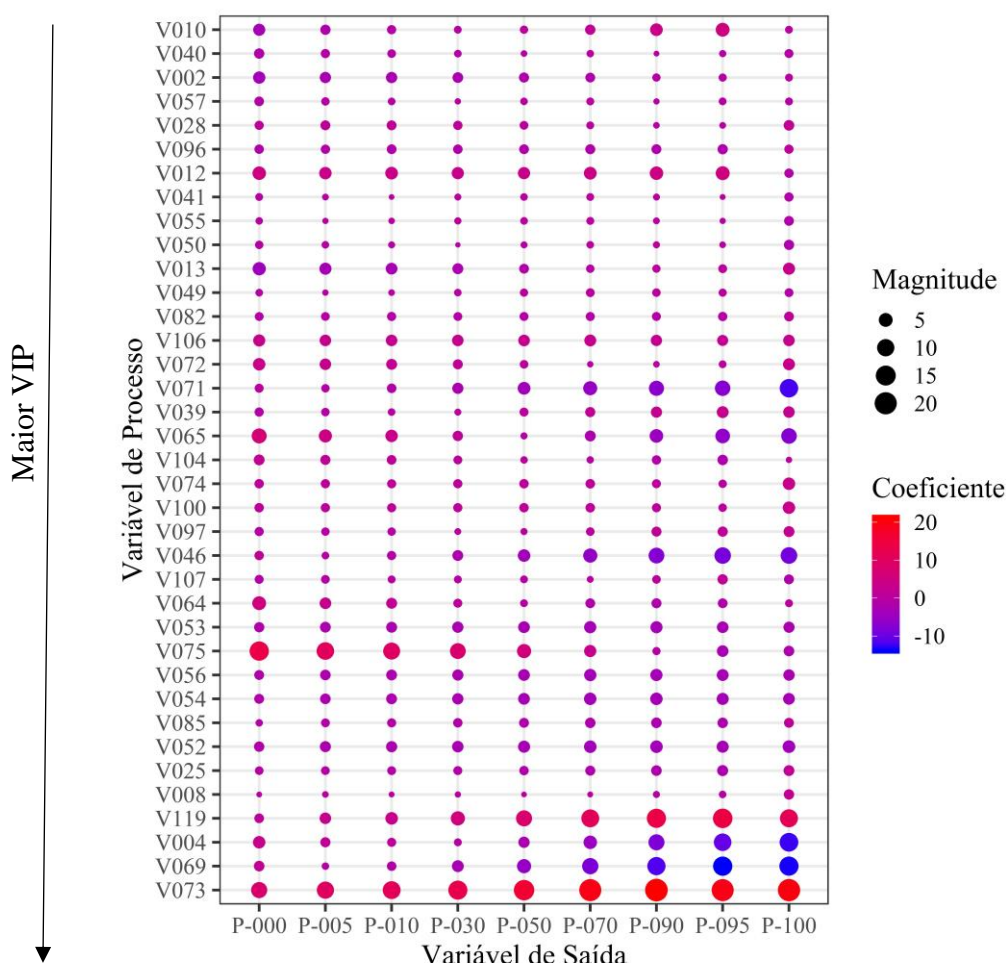 Maior VIP
Variável de Processo
V010
V040
V002
V057
V028
V096
V012
V041
V055
V050
V013
V049
V082
V106
V072
V071
V039
V065
V104
V074
V100
V097
V046
V107
V064
V053
V075
V056
V054
V085
V052
V025
V008
V119
V004
V069
V073
P-000 P-005 P-010 P-030 P-050 P-070 P-090 P-095 P-100
Variável de Saída
Magnitude
5
10
15
20
Coeficiente
20
10
0
-10